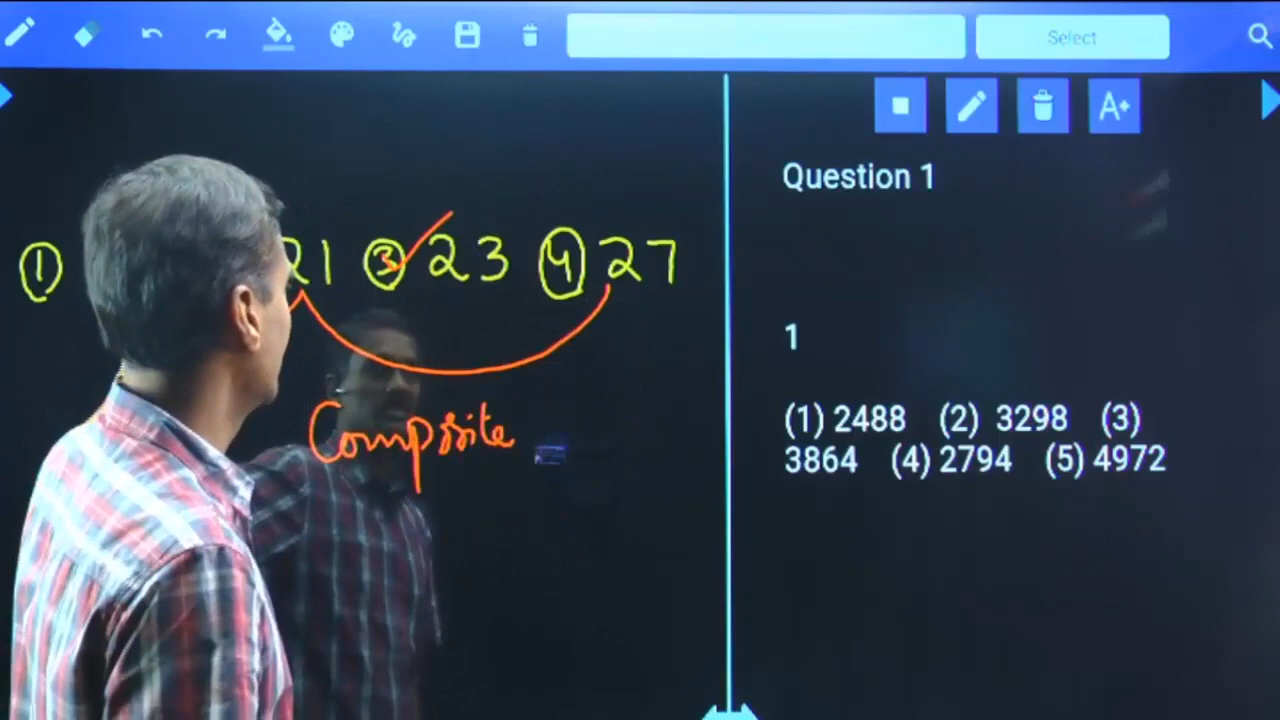 Select
A+
Question 1
① 21 ③ 23 ④ 27
1
Composite
(1) 2488 (2) 3298 (3)
3864 (4) 2794 (5) 4972